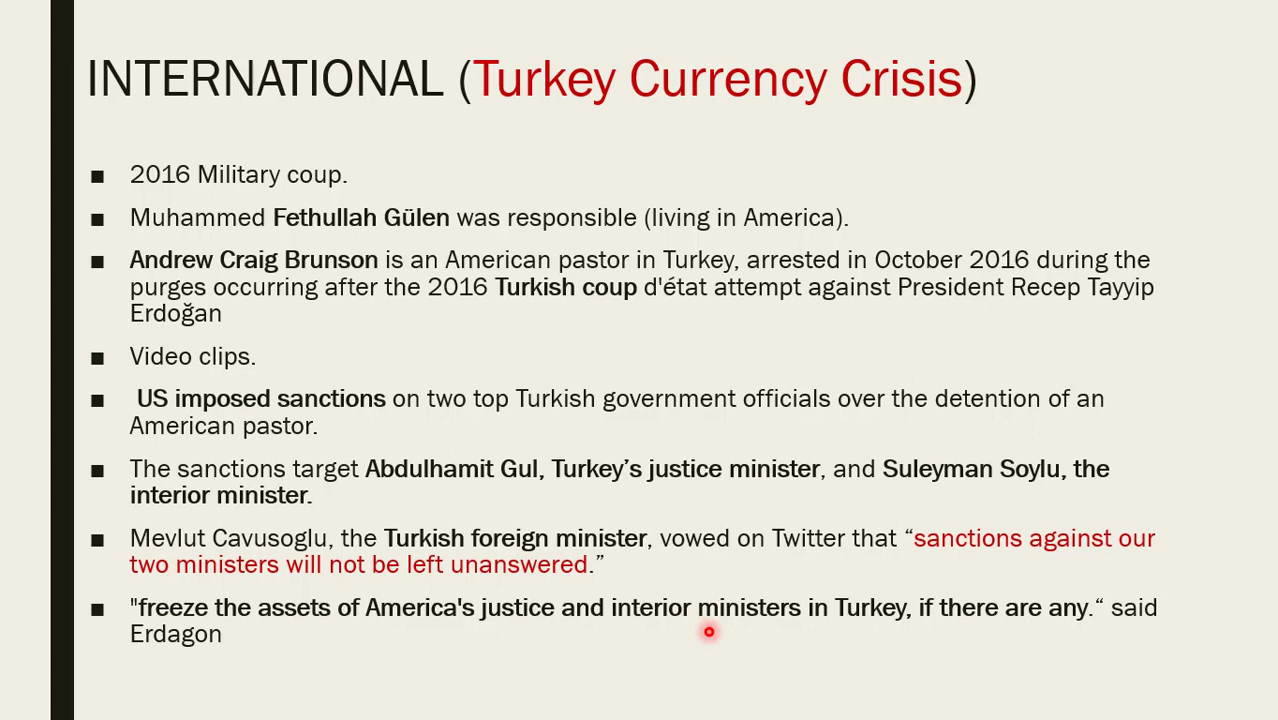 INTERNATIONAL (Turkey Currency Crisis)
■ 2016 Military coup.
■ Muhammed Fethullah Gülen was responsible (living in America).
■ Andrew Craig Brunson is an American pastor in Turkey, arrested in October 2016 during the
purges occurring after the 2016 Turkish coup d'état attempt against President Recep Tayyip
Erdoğan
■ Video clips.
■ US imposed sanctions on two top Turkish government officials over the detention of an
American pastor.
■ The sanctions target Abdulhamit Gul, Turkey’s justice minister, and Suleyman Soylu, the
interior minister.
■ Mevlut Cavusoglu, the Turkish foreign minister, vowed on Twitter that “sanctions against our
two ministers will not be left unanswered.”
■ "freeze the assets of America's justice and interior ministers in Turkey, if there are any.“ said
Erdagon